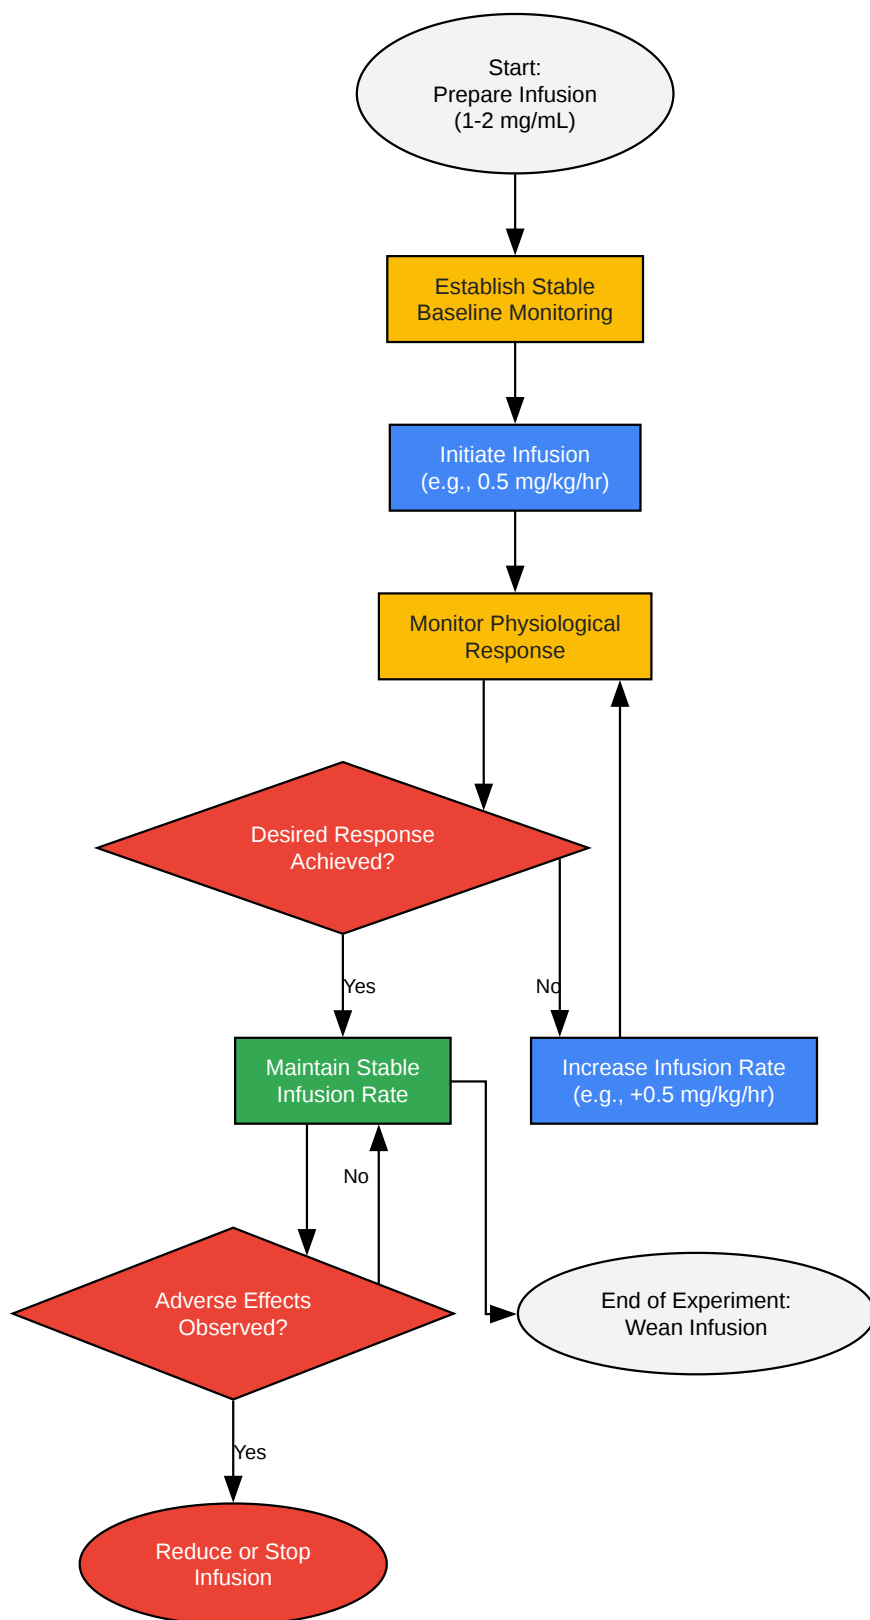 Start:
Prepare Infusion
(1-2 mg/mL)
Establish Stable
Baseline Monitoring
Initiate Infusion
(e.g., 0.5 mg/kg/hr)
Monitor Physiological
Response
Desired Response
Achieved?
Yes
No
Maintain Stable
Infusion Rate
Increase Infusion Rate
(e.g., +0.5 mg/kg/hr)
No
Adverse Effects
Observed?
End of Experiment:
Wean Infusion
Yes
Reduce or Stop
Infusion